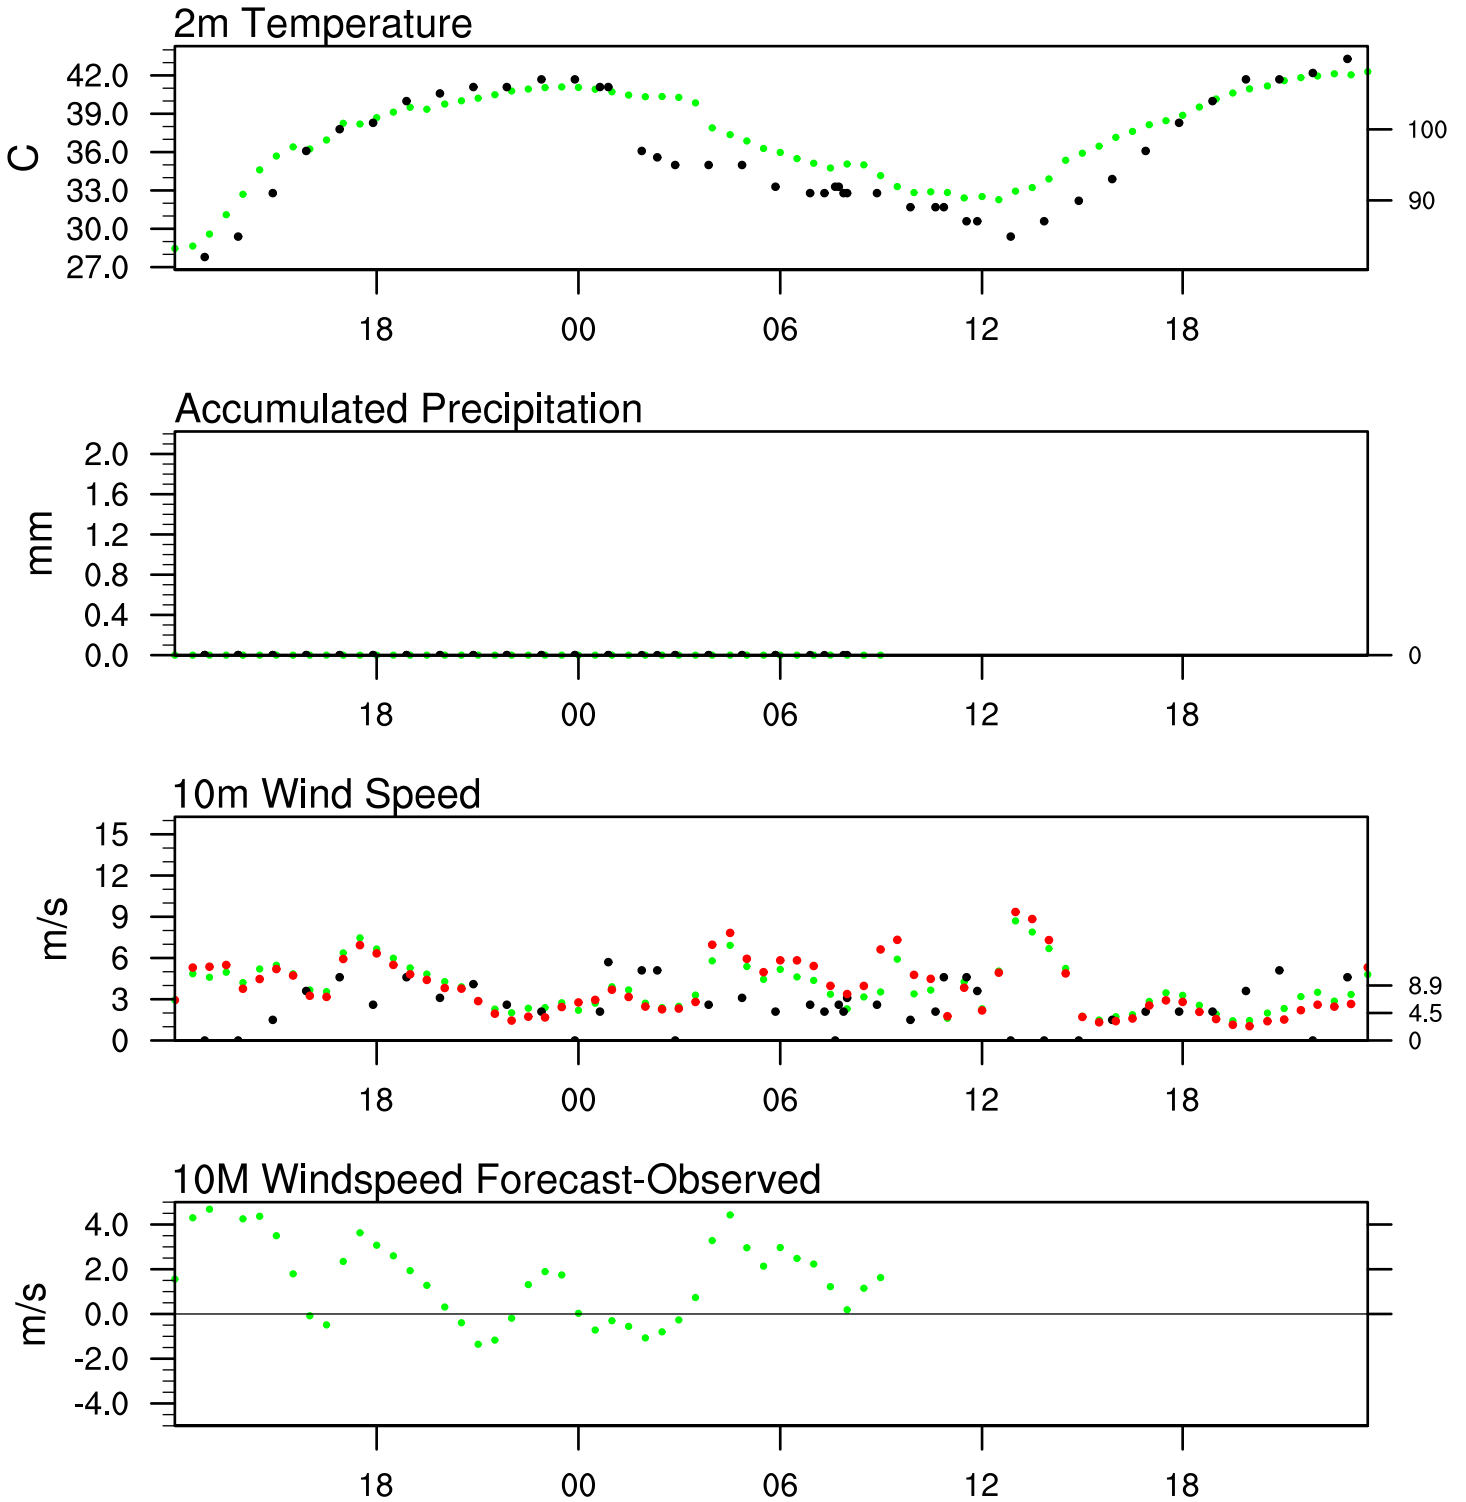 2m Temperature
42.0
39.0
36.0
33.0
30.0
27.0
C
100
90
18 00 06 12 18
Accumulated Precipitation
2.0
1.6
1.2
0.8
0.4
0.0
mm
0
18 00 06 12 18
10m Wind Speed
15
12
9
6
3
0
m/s
8.9
4.5
0
18 00 06 12 18
10M Windspeed Forecast-Observed
4.0
2.0
0.0
-2.0
-4.0
m/s
18 00 06 12 18